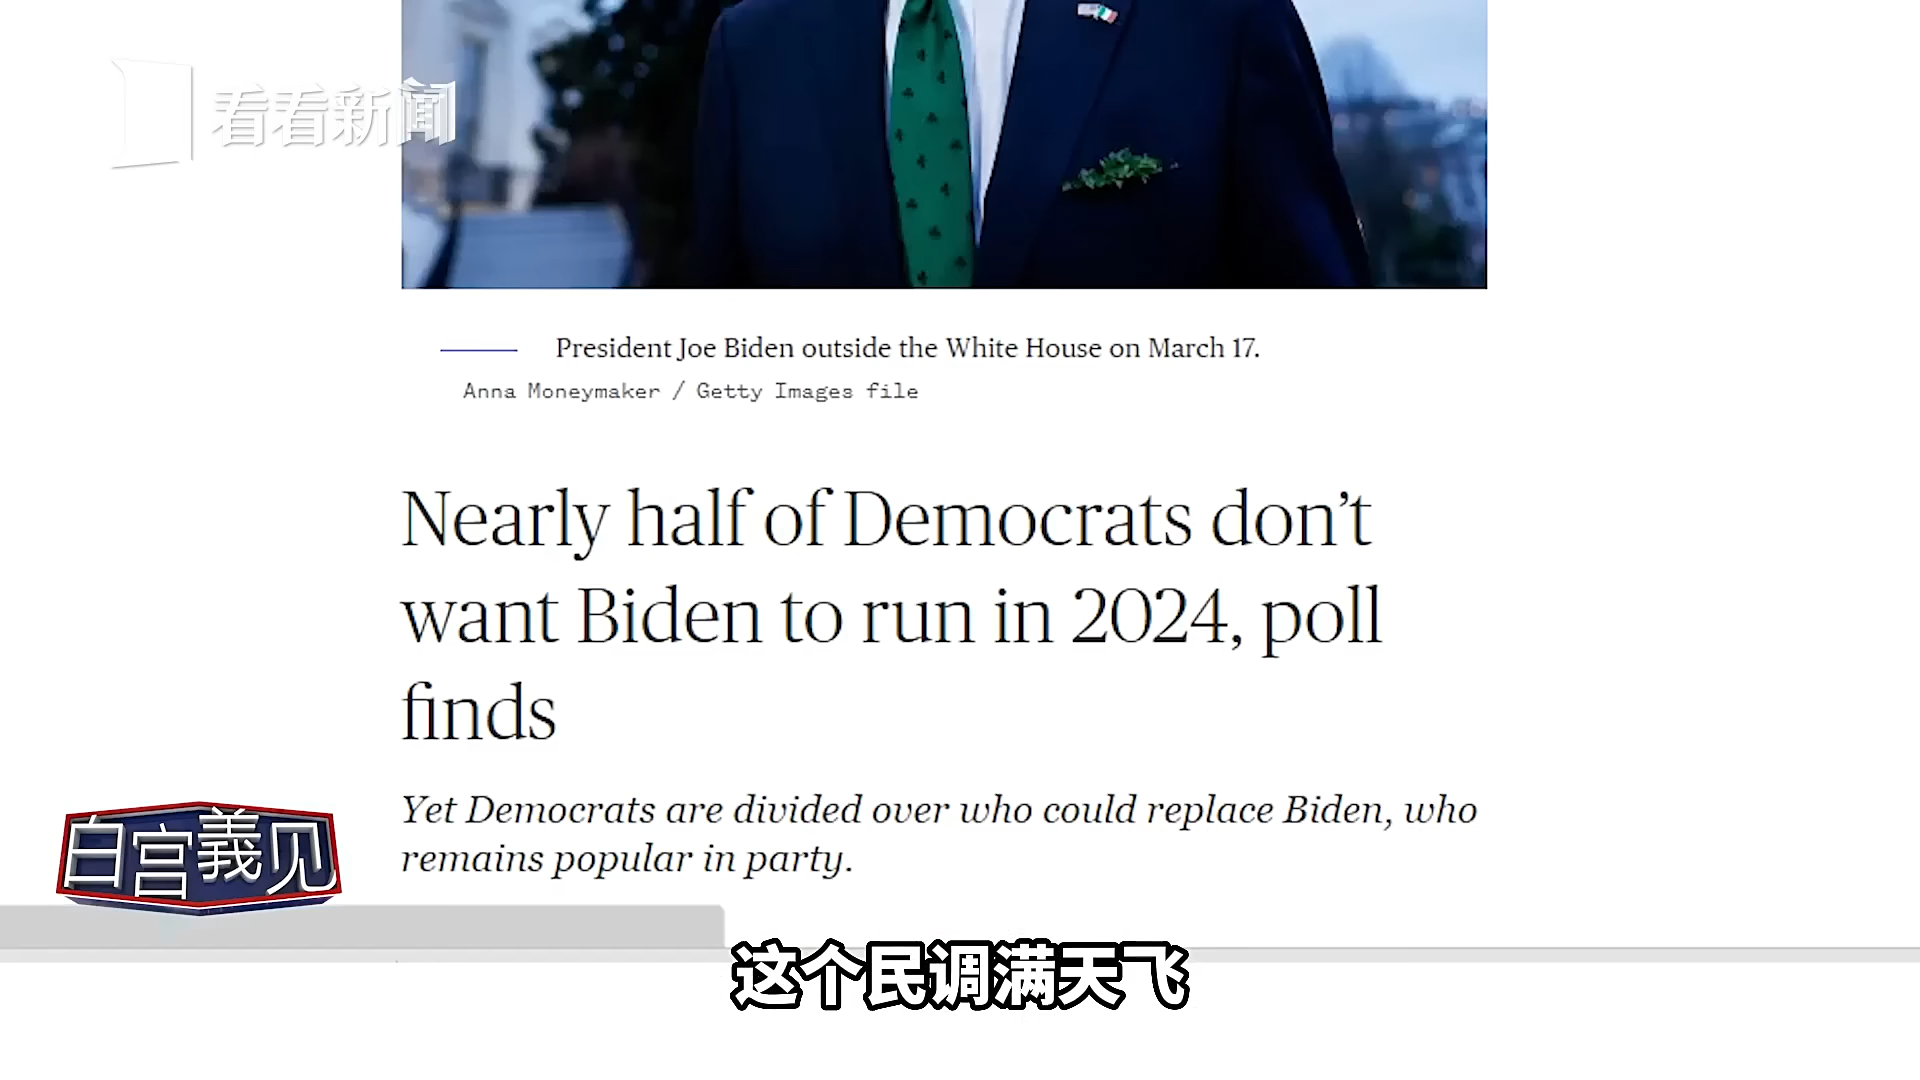 看看新闻
President Joe Biden outside the White House on March 17.
Anna Moneymaker / Getty Images file
Nearly half of Democrats don’t
want Biden to run in 2024, poll
finds
Yet Democrats are divided over who could replace Biden, who
remains popular in party.
白宫義见
这个民调满天飞